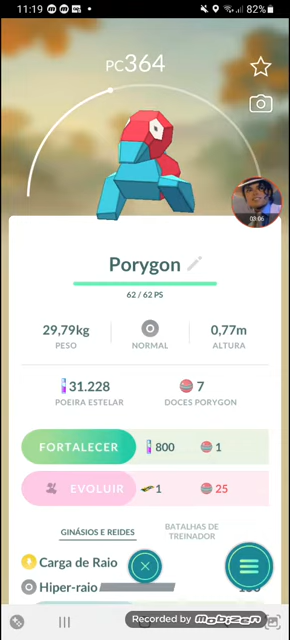 11:19
82%
PC364
03:06
Porygon
62 / 62 PS
29,79kg
NORMAL
0,77m
PESO
ALTURA
31.228
7
POEIRA ESTELAR
DOCES PORYGON
FORTALECER
800
1
EVOLUIR
1
25
GINÁSIOS E REIDES
BATALHAS DE
TREINADOR
Carga de Raio
Hiper-raio
Recorded by MOBIZEN